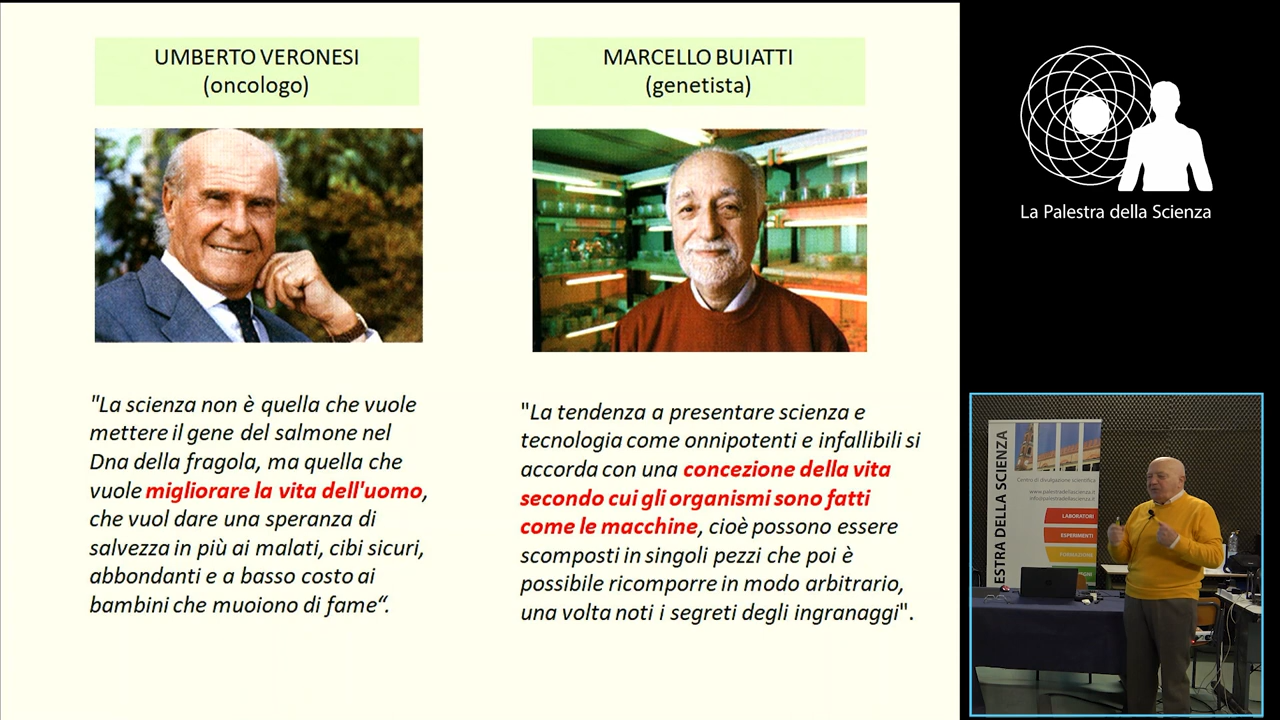 UMBERTO VERONESI
(oncologo)
"La scienza non è quella che vuole
mettere il gene del salmone nel
Dna della fragola, ma quella che
vuole migliorare la vita dell'uomo,
che vuol dare una speranza di
salvezza in più ai malati, cibi sicuri,
abbondanti e a basso costo ai
bambini che muoiono di fame“.
MARCELLO BUIATTI
(genetista)
"La tendenza a presentare scienza e
tecnologia come onnipotenti e infallibili si
accorda con una concezione della vita
secondo cui gli organismi sono fatti
come le macchine, cioè possono essere
scomposti in singoli pezzi che poi è
possibile ricomporre in modo arbitrario,
una volta noti i segreti degli ingranaggi".
La Palestra della Scienza
ESTRA DELLA SCIENZA
Centro di divulgazione scientifica
www.palestradellascienza.it
info@palestradellascienza.it
LABORATORI
ESPERIMENTI
FORMAZIONE